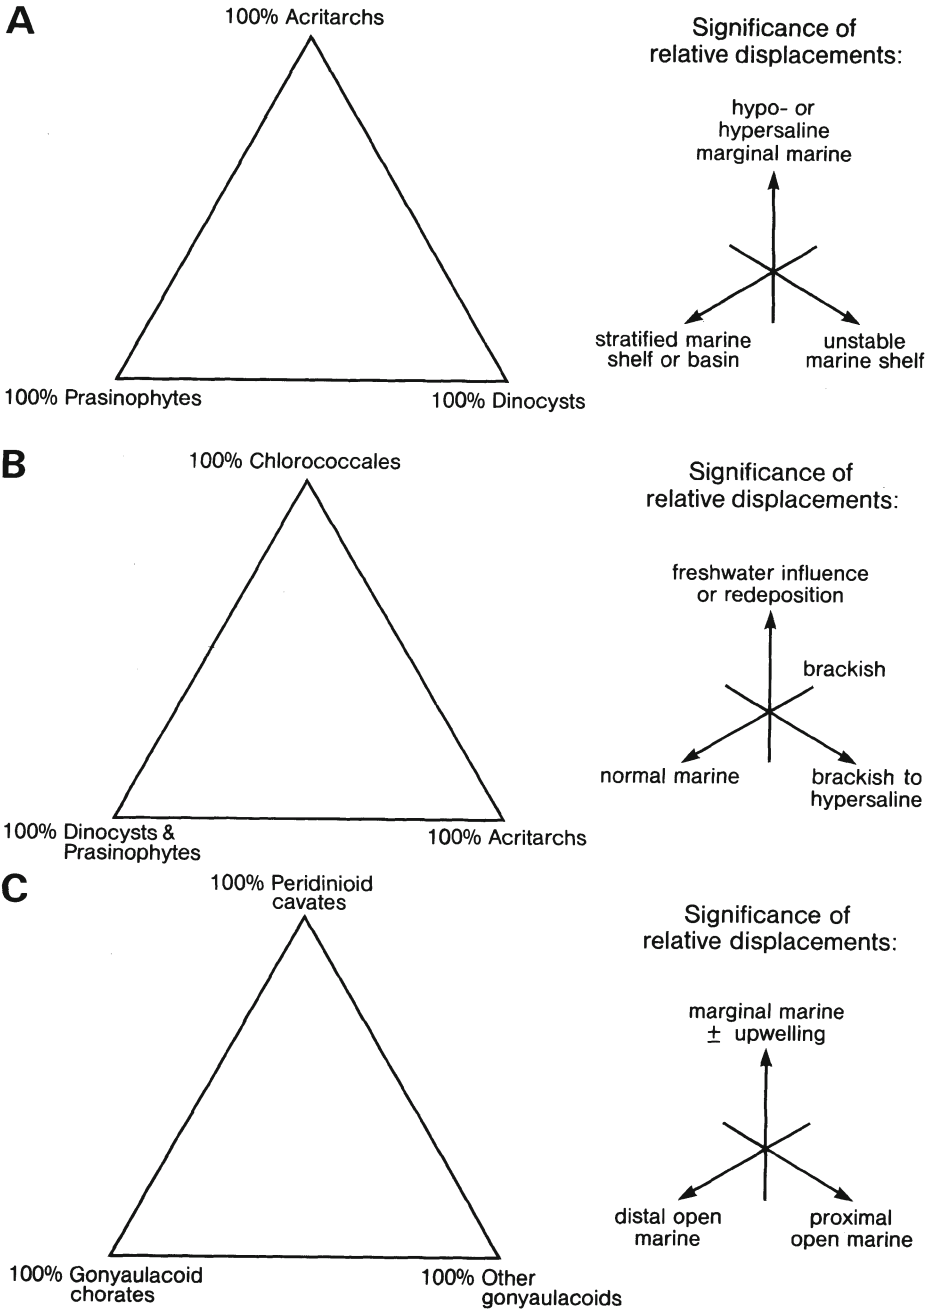 A
100% Acritarchs
Significance of
relative displacements:
hypo- or
hypersaline
marginal marine
stratified marine
shelf or basin
unstable
marine shelf
100% Prasinophytes
100% Dinocysts
B
100% Chlorococcales
Significance of
relative displacements:
freshwater influence
or redeposition
brackish
normal marine
brackish to
hypersaline
100% Dinocysts &
Prasinophytes
100% Acritarchs
C
100% Peridinioid
cavates
Significance of
relative displacements:
marginal marine
± upwelling
distal open
marine
proximal
open marine
100% Gonyaulacoid
chorates
100% Other
gonyaulacoids